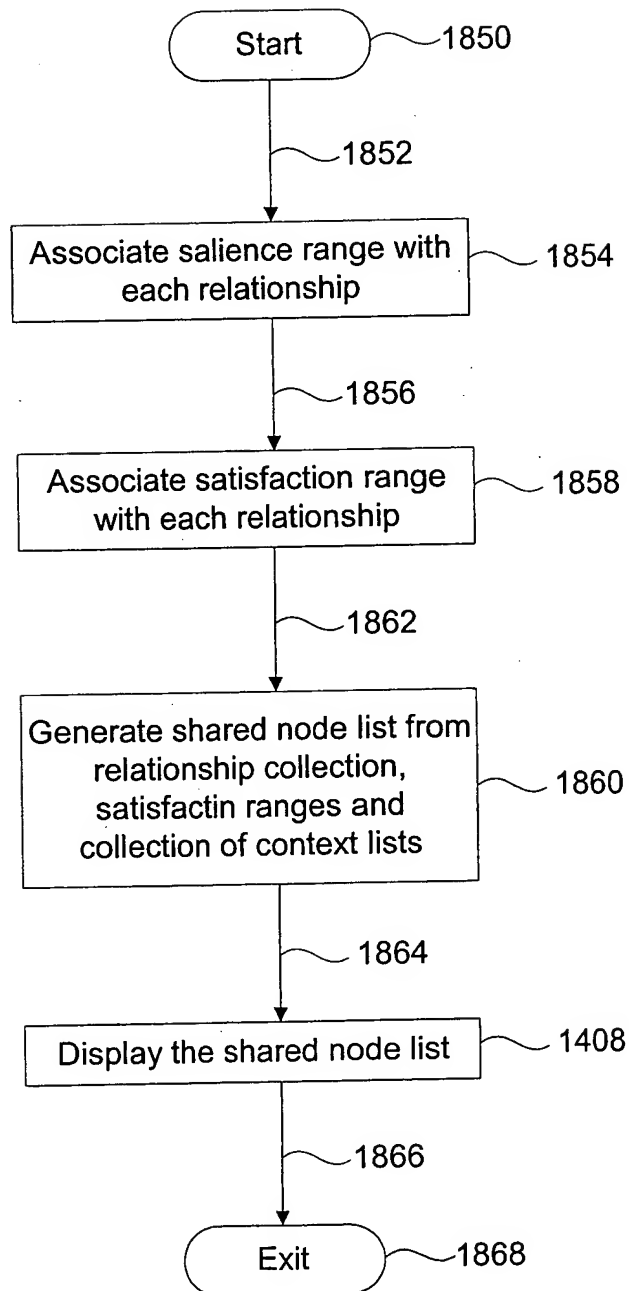 Start
1850
1852
Associate salience range with
each relationship
1854
1856
Associate satisfaction range
with each relationship
1858
1862
Generate shared node list from
relationship collection,
satisfactin ranges and
collection of context lists
1860
1864
Display the shared node list
1408
1866
Exit
1868